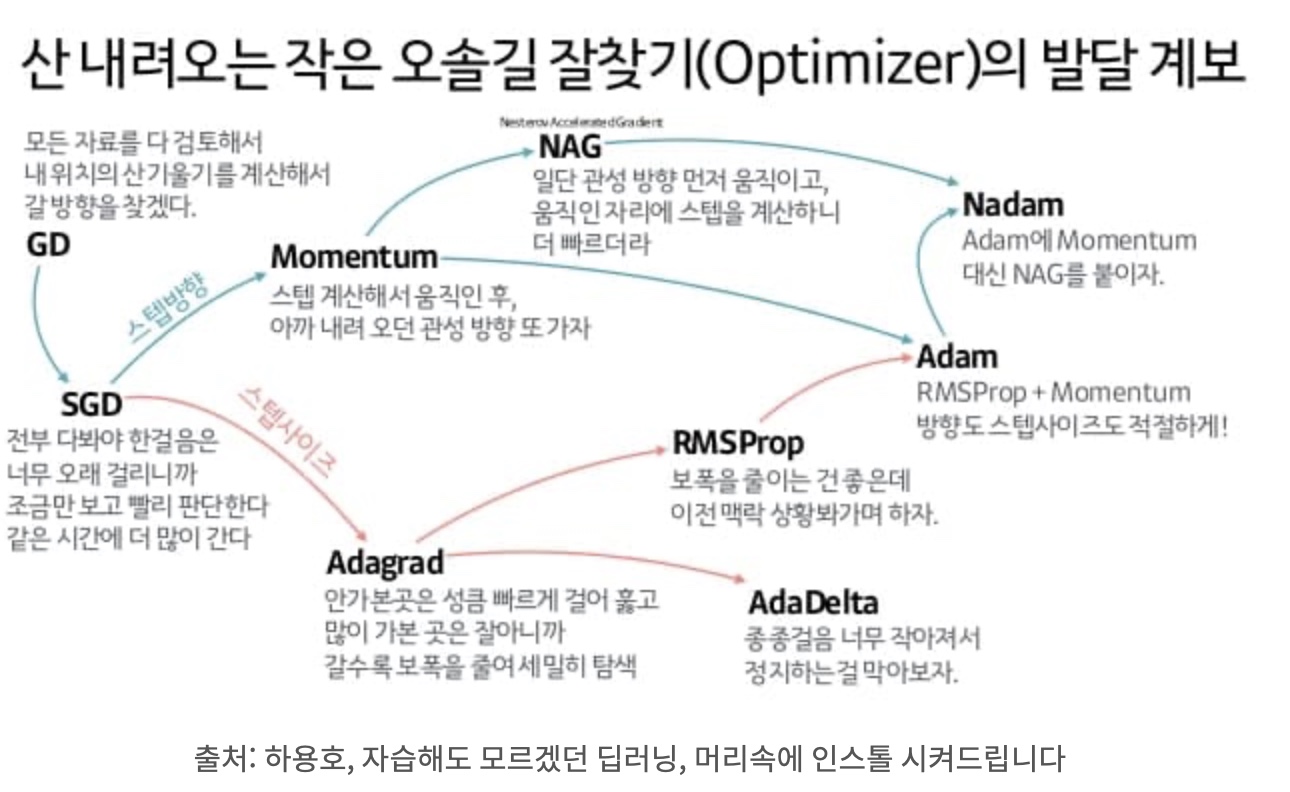 산 내려오는 작은 오솔길 잘찾기(Optimizer)의 발달 계보
모든 자료를 다 검토해서
내 위치의 산기울기를 계산해서
갈 방향을 찾겠다.
GD
스텝방향
SGD
전부 다봐야 한걸음은
너무 오래 걸리니까
조금만 보고 빨리 판단한다
같은 시간에 더 많이 간다
Momentum
스텝 계산해서 움직인 후,
아까 내려 오던 관성 방향 또 가자
Nesterov Accelerated Gradient
NAG
일단 관성 방향 먼저 움직이고,
움직인 자리에 스텝을 계산하니
더 빠르더라
Nadam
Adam에 Momentum
대신 NAG를 붙이자.
Adam
RMSProp + Momentum
방향도 스텝사이즈도 적절하게!
스텝사이즈
RMSProp
보폭을 줄이는 건 좋은데
이전 맥락 상황봐가며 하자.
Adagrad
안가본곳은 성큼 빠르게 걸어 훑고
많이 가본 곳은 잘아니까
갈수록 보폭을 줄여 세밀히 탐색
AdaDelta
종종걸음 너무 작아져서
정지하는걸 막아보자.
출처: 하용호, 자습해도 모르겠던 딥러닝, 머리속에 인스톨 시켜드립니다